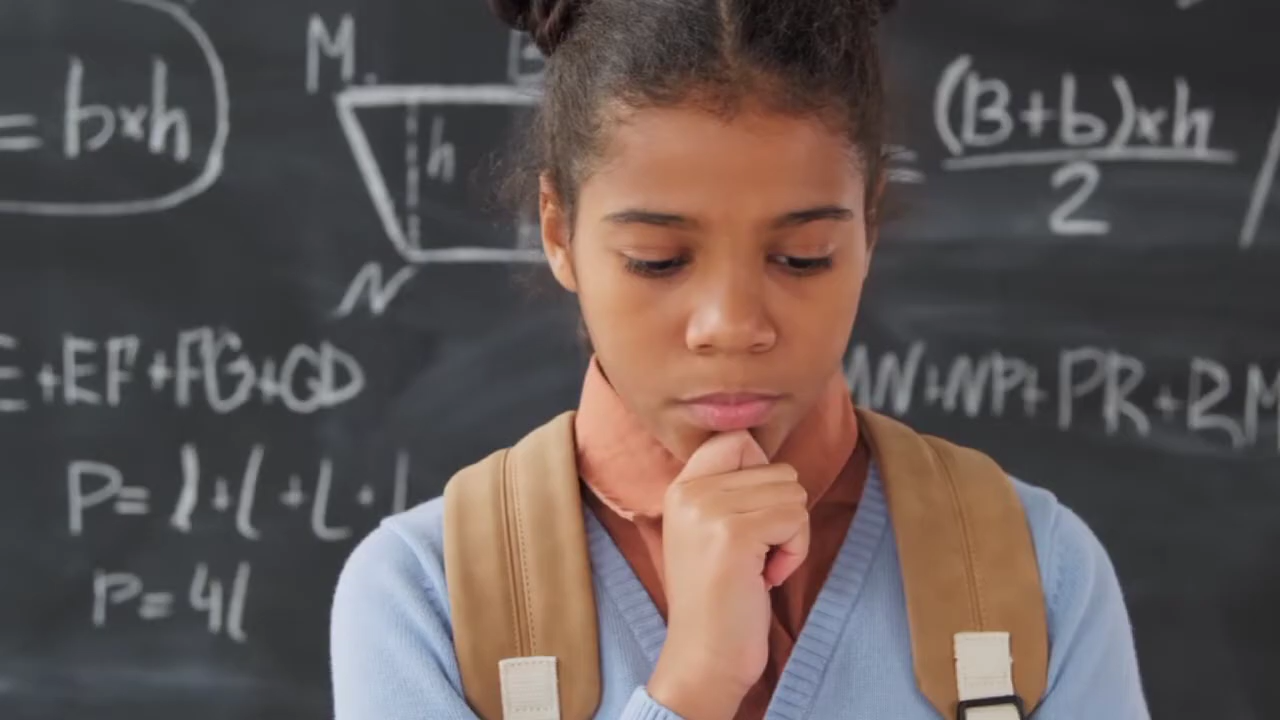 = b×h
M
h
N
(B+b)×h
2
+EF+FG+GD
MN+NP+PR+RM
P= l+l+l+l
P=4l